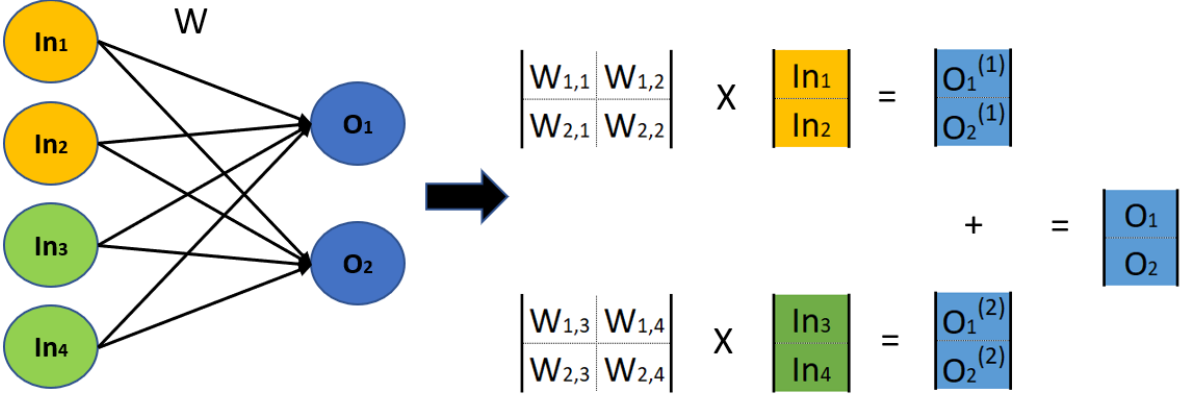 W
In1
In2
In3
In4
O1
O2
W1,1 W1,2
W2,1 W2,2
X
In1
In2
=
O1(1)
O2(1)
+
=
O1
O2
W1,3 W1,4
W2,3 W2,4
X
In3
In4
=
O1(2)
O2(2)